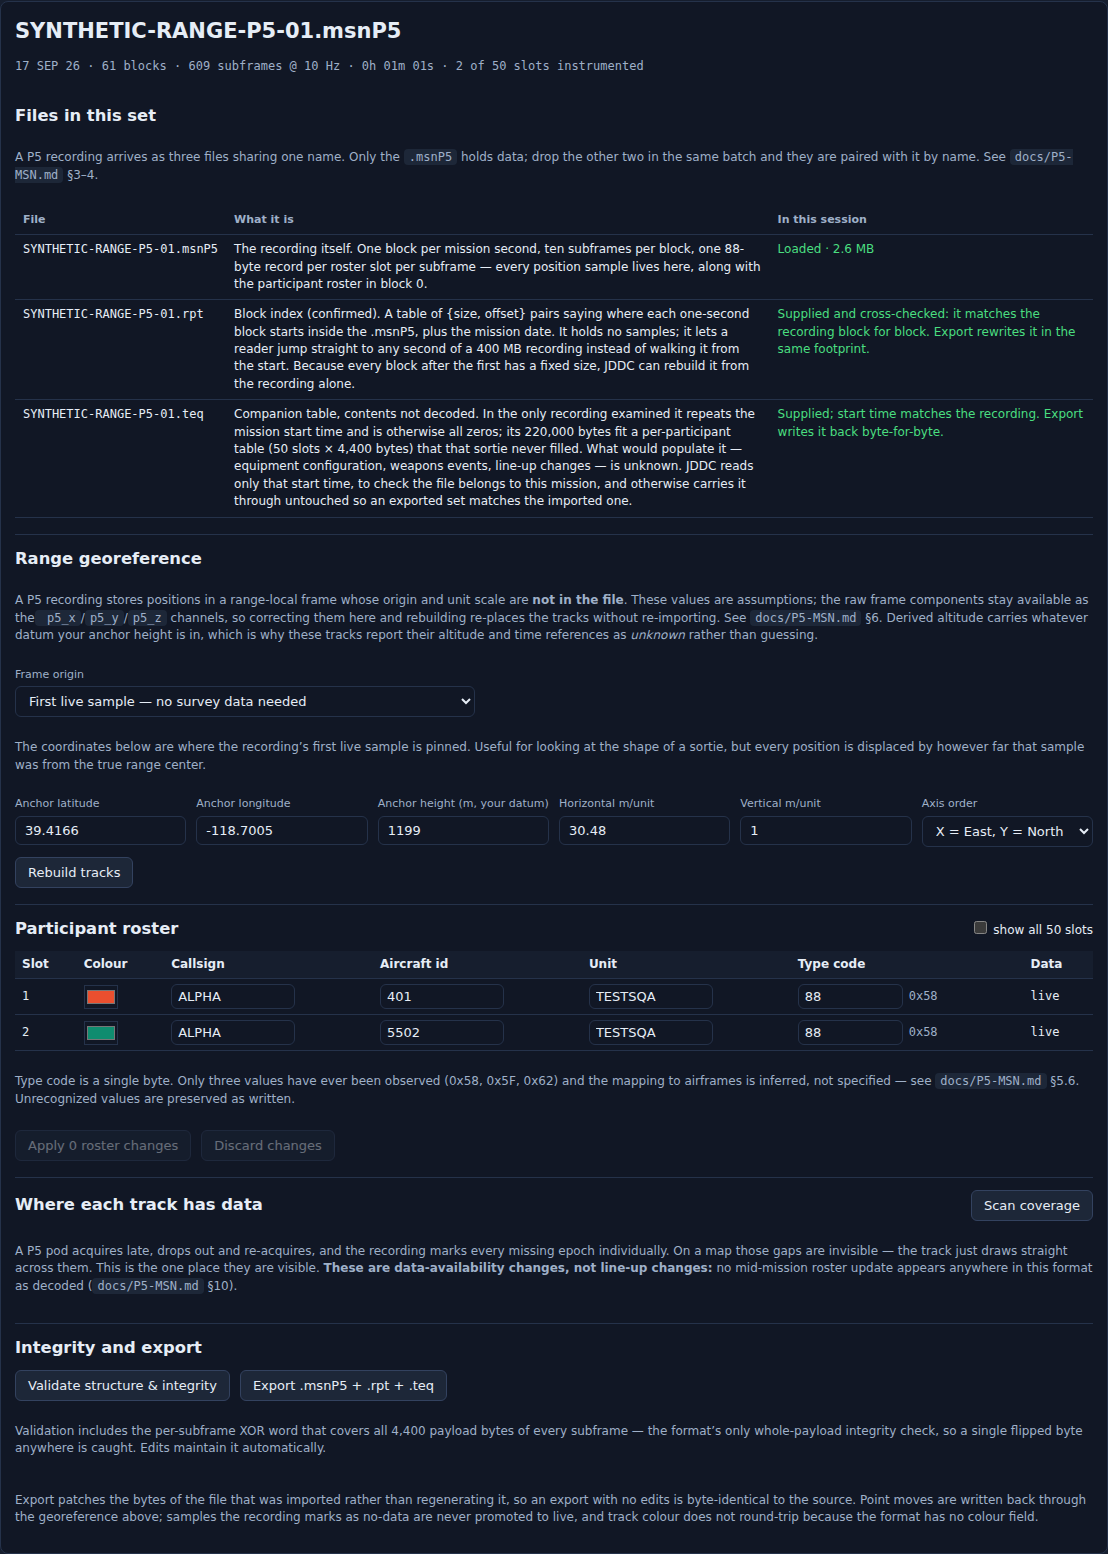 SYNTHETIC-RANGE-P5-01.msnP5
17 SEP 26 · 61 blocks · 609 subframes @ 10 Hz · 0h 01m 01s · 2 of 50 slots instrumented
Files in this set
A P5 recording arrives as three files sharing one name. Only the .msnP5 holds data; drop the other two in the same batch and they are paired with it by name. See docs/P5-
MSN.md §3–4.
File What it is In this session
SYNTHETIC-RANGE-P5-01.msnP5 The recording itself. One block per mission second, ten subframes per block, one 88- Loaded · 2.6 MB
byte record per roster slot per subframe — every position sample lives here, along with
the participant roster in block 0.
SYNTHETIC-RANGE-P5-01.rpt Block index (confirmed). A table of {size, offset} pairs saying where each one-second Supplied and cross-checked: it matches the
block starts inside the .msnP5, plus the mission date. It holds no samples; it lets a recording block for block. Export rewrites it in the
reader jump straight to any second of a 400 MB recording instead of walking it from same footprint.
the start. Because every block after the first has a fixed size, JDDC can rebuild it from
the recording alone.
SYNTHETIC-RANGE-P5-01.teq Companion table, contents not decoded. In the only recording examined it repeats the Supplied; start time matches the recording. Export
mission start time and is otherwise all zeros; its 220,000 bytes fit a per-participant writes it back byte-for-byte.
table (50 slots × 4,400 bytes) that that sortie never filled. What would populate it —
equipment configuration, weapons events, line-up changes — is unknown. JDDC reads
only that start time, to check the file belongs to this mission, and otherwise carries it
through untouched so an exported set matches the imported one.
Range georeference
A P5 recording stores positions in a range-local frame whose origin and unit scale are not in the file. These values are assumptions; the raw frame components stay available as
the p5_x/p5_y/p5_z channels, so correcting them here and rebuilding re-places the tracks without re-importing. See docs/P5-MSN.md §6. Derived altitude carries whatever
datum your anchor height is in, which is why these tracks report their altitude and time references as unknown rather than guessing.
Frame origin
First live sample — no survey data needed
The coordinates below are where the recording’s first live sample is pinned. Useful for looking at the shape of a sortie, but every position is displaced by however far that sample
was from the true range center.
Anchor latitude Anchor longitude Anchor height (m, your datum) Horizontal m/unit Vertical m/unit Axis order
39.4166 -118.7005 1199 30.48 1 X = East, Y = North
Rebuild tracks
Participant roster show all 50 slots
Slot Colour Callsign Aircraft id Unit Type code Data
1 ALPHA 401 TESTSQA 88 0x58 live
2 ALPHA 5502 TESTSQA 88 0x58 live
Type code is a single byte. Only three values have ever been observed (0x58, 0x5F, 0x62) and the mapping to airframes is inferred, not specified — see docs/P5-MSN.md §5.6.
Unrecognized values are preserved as written.
Apply 0 roster changes Discard changes
Where each track has data Scan coverage
A P5 pod acquires late, drops out and re-acquires, and the recording marks every missing epoch individually. On a map those gaps are invisible — the track just draws straight
across them. This is the one place they are visible. These are data-availability changes, not line-up changes: no mid-mission roster update appears anywhere in this format
as decoded (docs/P5-MSN.md §10).
Integrity and export
Validate structure & integrity Export .msnP5 + .rpt + .teq
Validation includes the per-subframe XOR word that covers all 4,400 payload bytes of every subframe — the format’s only whole-payload integrity check, so a single flipped byte
anywhere is caught. Edits maintain it automatically.
Export patches the bytes of the file that was imported rather than regenerating it, so an export with no edits is byte-identical to the source. Point moves are written back through
the georeference above; samples the recording marks as no-data are never promoted to live, and track colour does not round-trip because the format has no colour field.